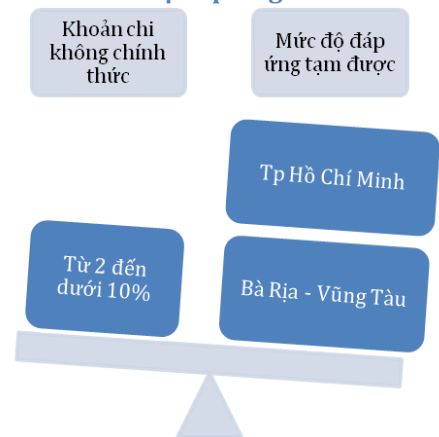 Khoản chi
không chính
thức
Mức độ đáp
ứng tạm được
Tp Hồ Chí Minh
Từ 2 đến
dưới 10%
Bà Rịa - Vũng Tàu